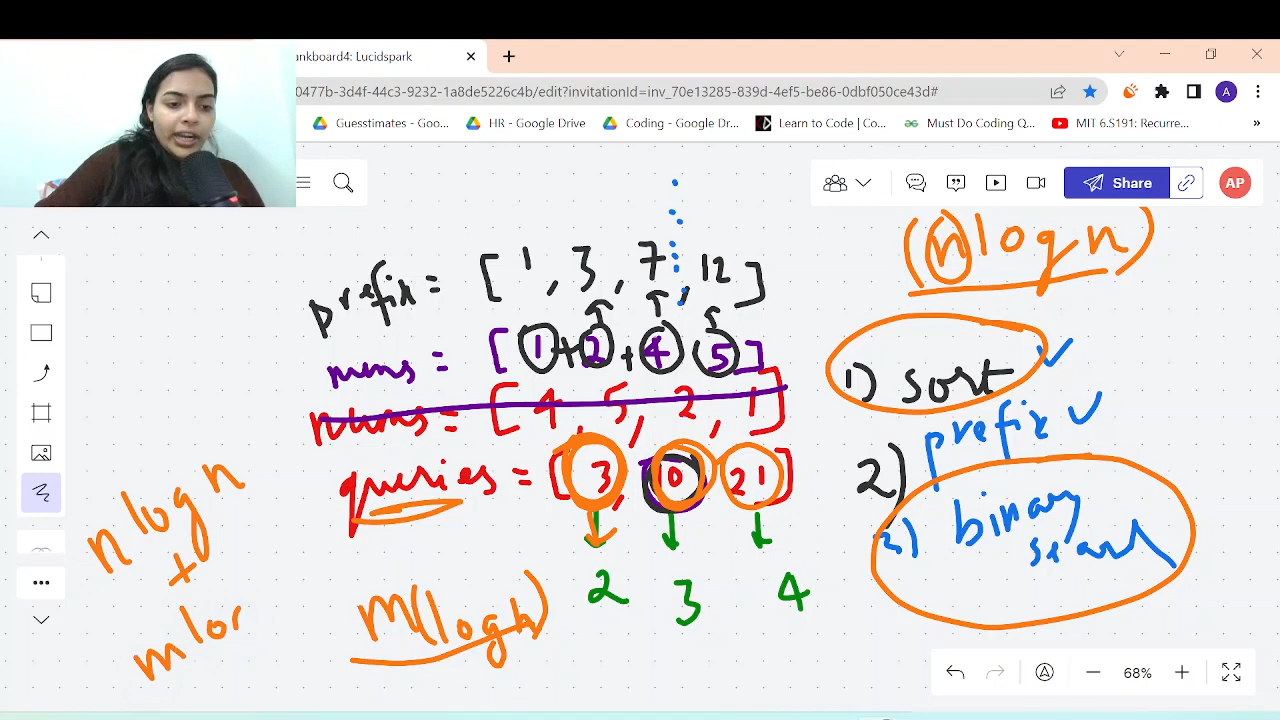 ankboard4: Lucidspark
0477b-3d4f-44c3-9232-1a8de5226c4b/edit?invitationId=inv_70e13285-839d-4ef5-be86-0dbf050ce43d#
A
Guesstimates - Goo...
HR - Google Drive
Coding - Google Dr...
Learn to Code | Co...
Must Do Coding Q...
MIT 6.S191: Recurre...
»
Share
AP
(n log n)
prefix = [1, 3, 7, 12]
nums = [1+2+4 5]
nums = [4, 5, 2, 1]
queries = [3, 0 21]
2 3 4
1) sort
2) prefix
3) binary
search
n log n
+
m log
m(log n)
68%